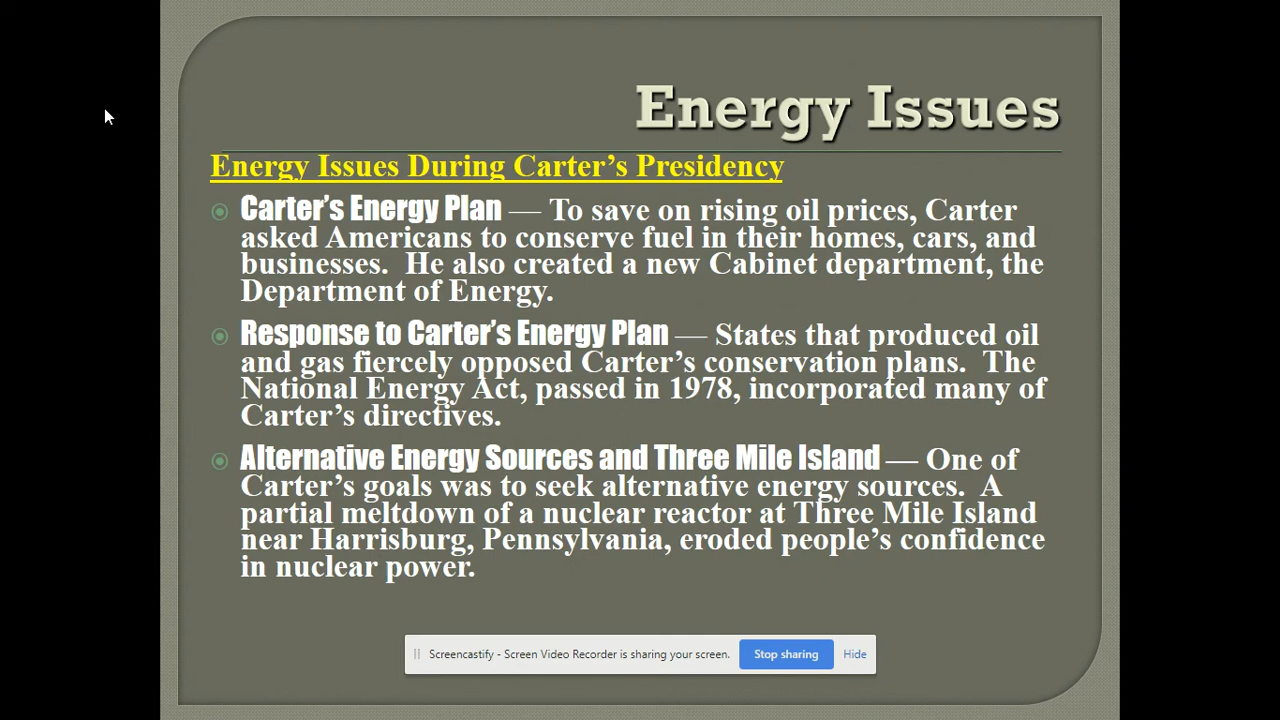 Energy Issues
Energy Issues During Carter’s Presidency
Carter’s Energy Plan — To save on rising oil prices, Carter
asked Americans to conserve fuel in their homes, cars, and
businesses.  He also created a new Cabinet department, the
Department of Energy.
Response to Carter’s Energy Plan — States that produced oil
and gas fiercely opposed Carter’s conservation plans.  The
National Energy Act, passed in 1978, incorporated many of
Carter’s directives.
Alternative Energy Sources and Three Mile Island — One of
Carter’s goals was to seek alternative energy sources.  A
partial meltdown of a nuclear reactor at Three Mile Island
near Harrisburg, Pennsylvania, eroded people’s confidence
in nuclear power.
Screencastify - Screen Video Recorder is sharing your screen. Stop sharing Hide